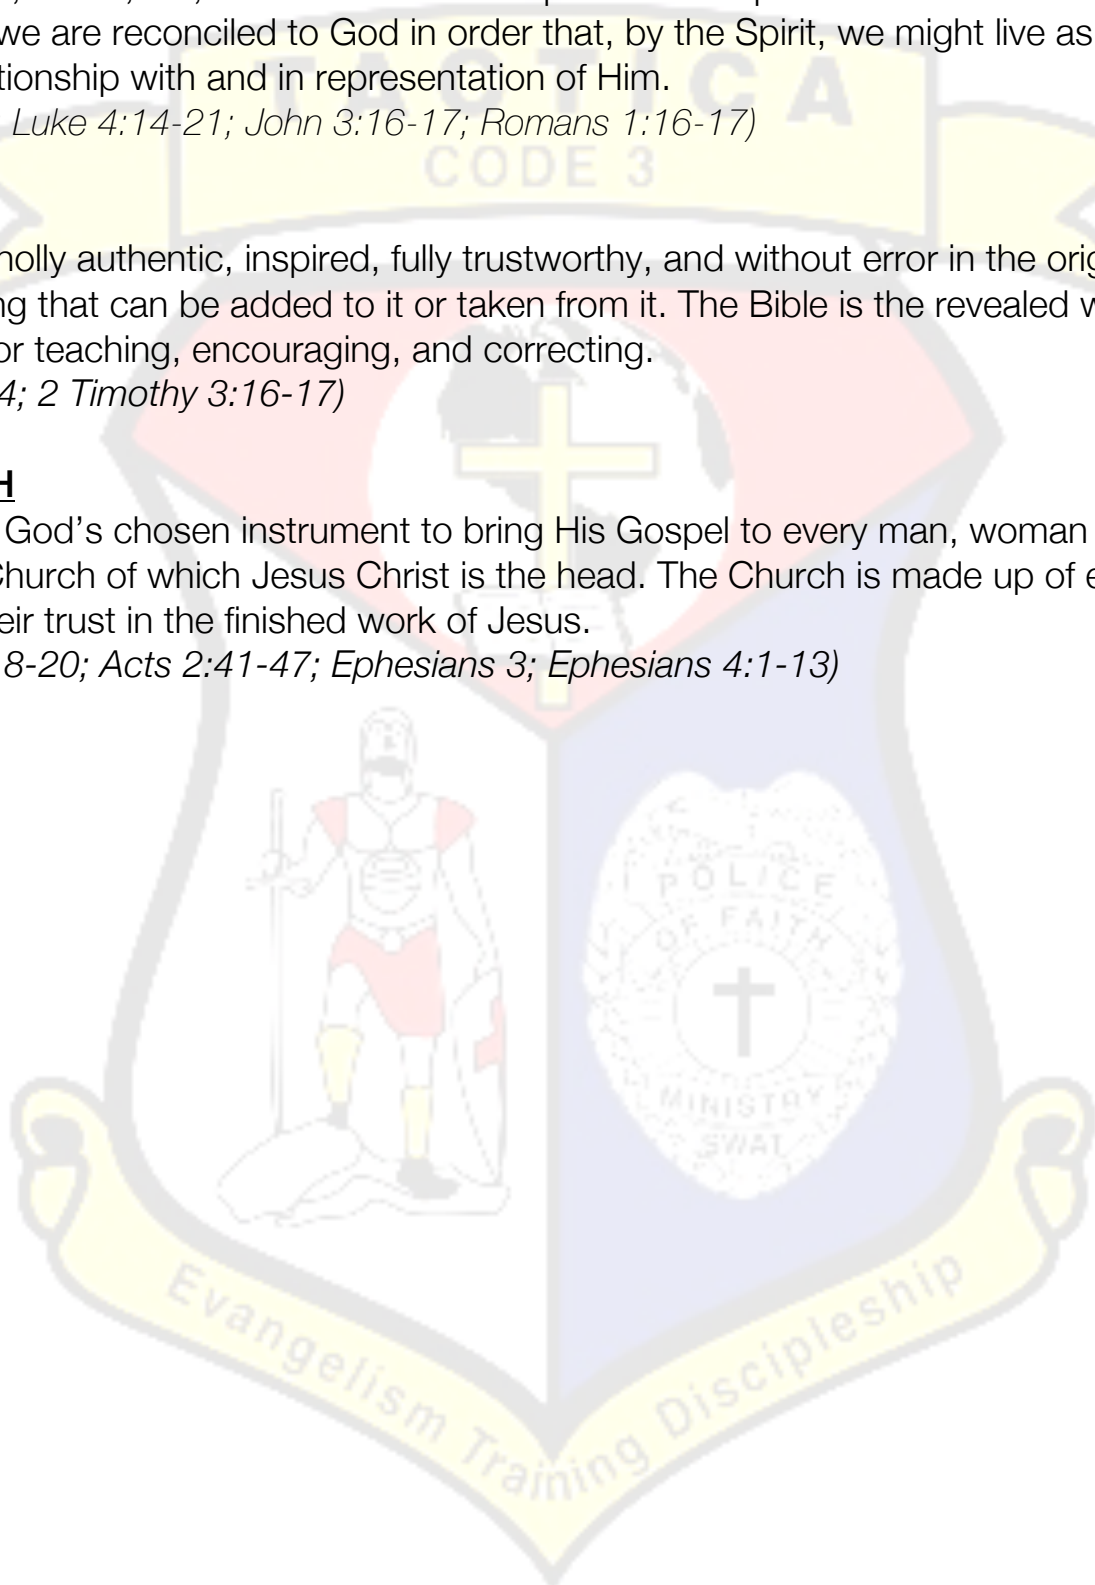 we are reconciled to God in order that, by the Spirit, we might live as
tionship with and in representation of Him.
Luke 4:14-21; John 3:16-17; Romans 1:16-17)
TACTICA
CODE 3
holly authentic, inspired, fully trustworthy, and without error in the orig
ng that can be added to it or taken from it. The Bible is the revealed w
or teaching, encouraging, and correcting.
4; 2 Timothy 3:16-17)
H
God’s chosen instrument to bring His Gospel to every man, woman
Church of which Jesus Christ is the head. The Church is made up of e
eir trust in the finished work of Jesus.
8-20; Acts 2:41-47; Ephesians 3; Ephesians 4:1-13)
POLICE
OF FAITH
MINISTRY
SWAT
Evangelism Training Discipleship